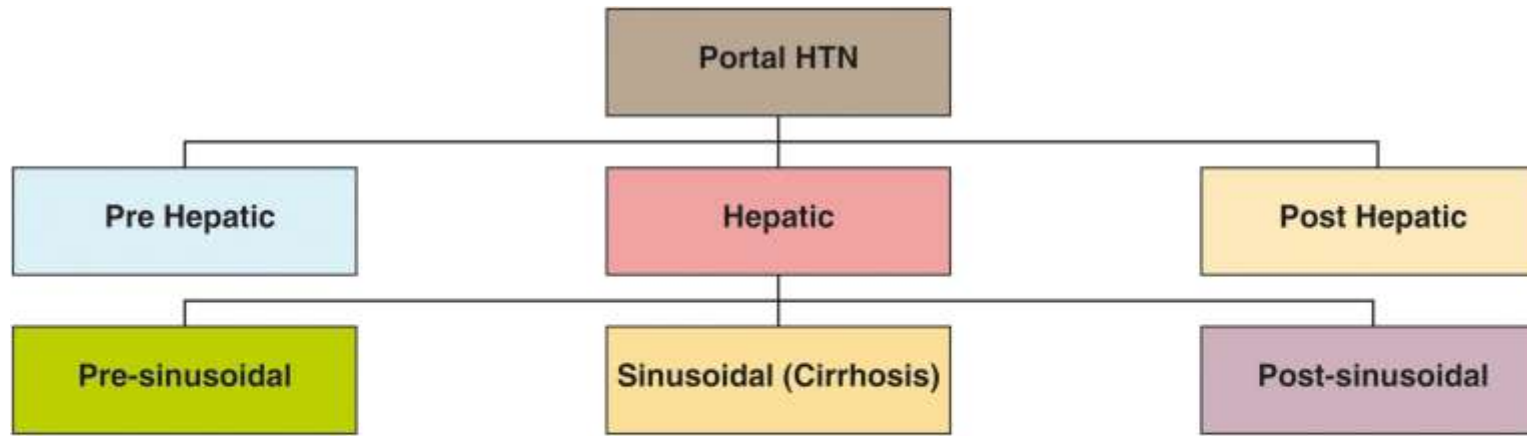 Portal HTN
Pre Hepatic
Hepatic
Post Hepatic
Pre-sinusoidal
Sinusoidal (Cirrhosis)
Post-sinusoidal